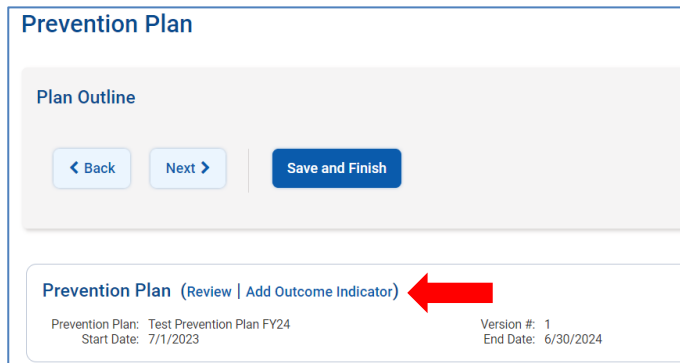 Prevention Plan
Plan Outline
Back Next Save and Finish
Prevention Plan (Review | Add Outcome Indicator)
Prevention Plan: Test Prevention Plan FY24 Version #: 1
Start Date: 7/1/2023 End Date: 6/30/2024